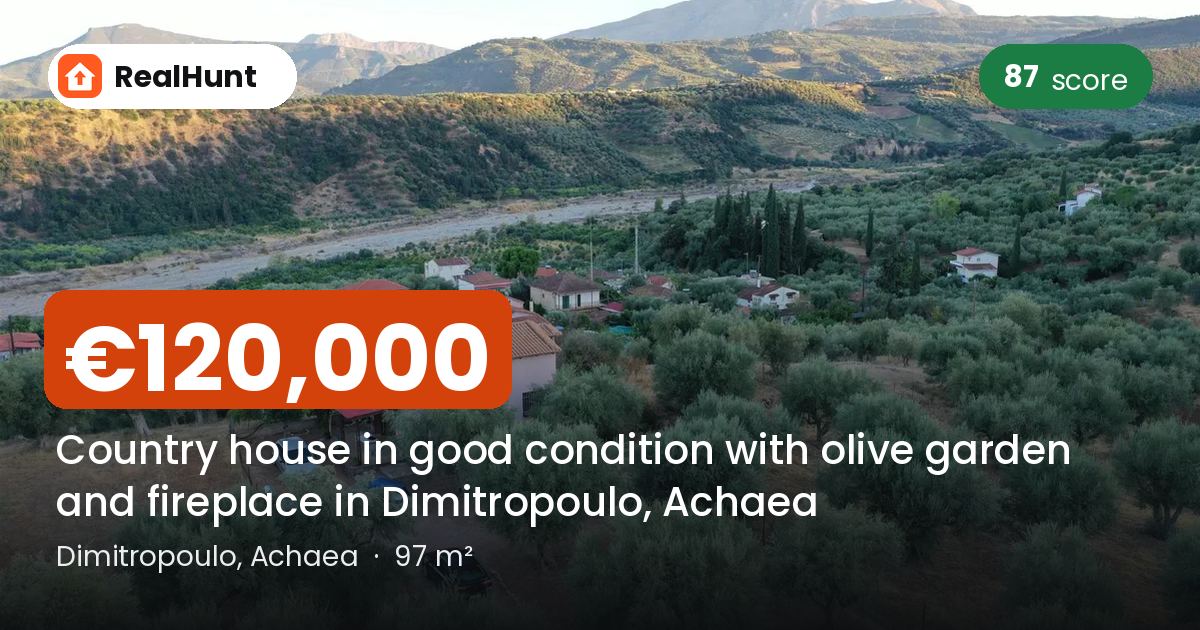 RealHunt
87 score
€120,000
Country house in good condition with olive garden
and fireplace in Dimitropoulo, Achaea
Dimitropoulo, Achaea · 97 m²